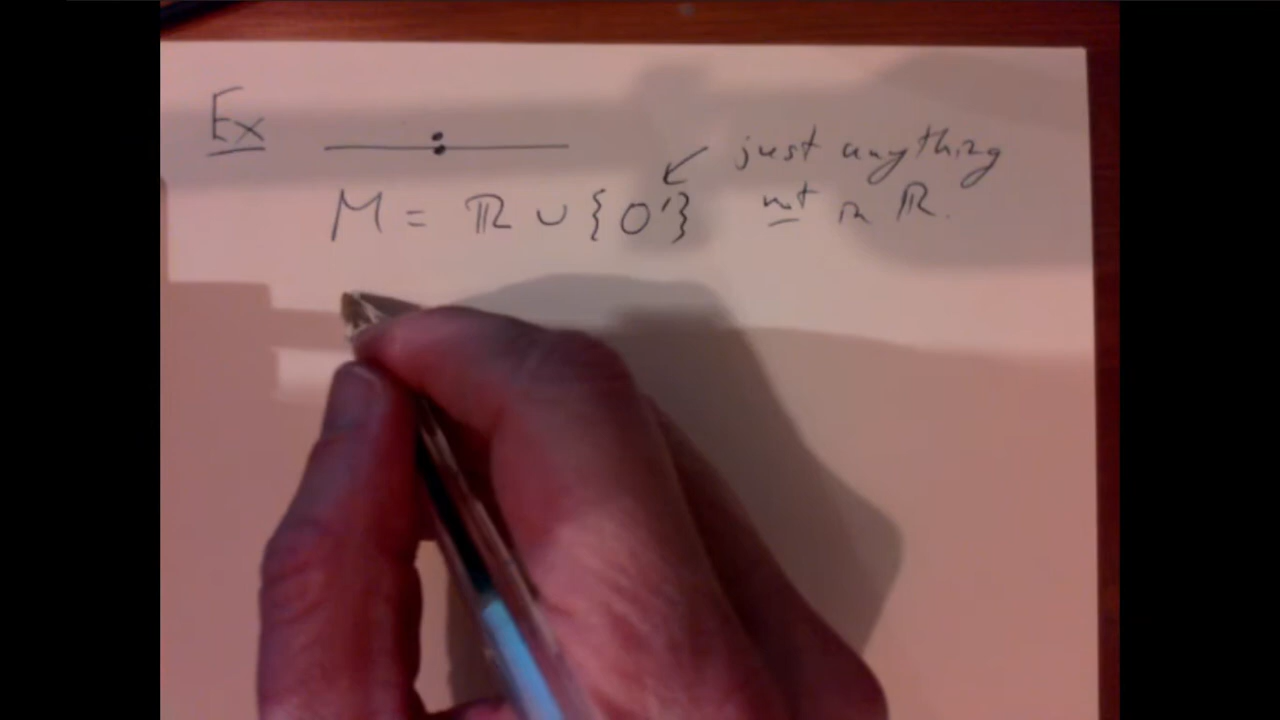 Ex
just anything
M = ℝ ∪ {0'} not in ℝ.